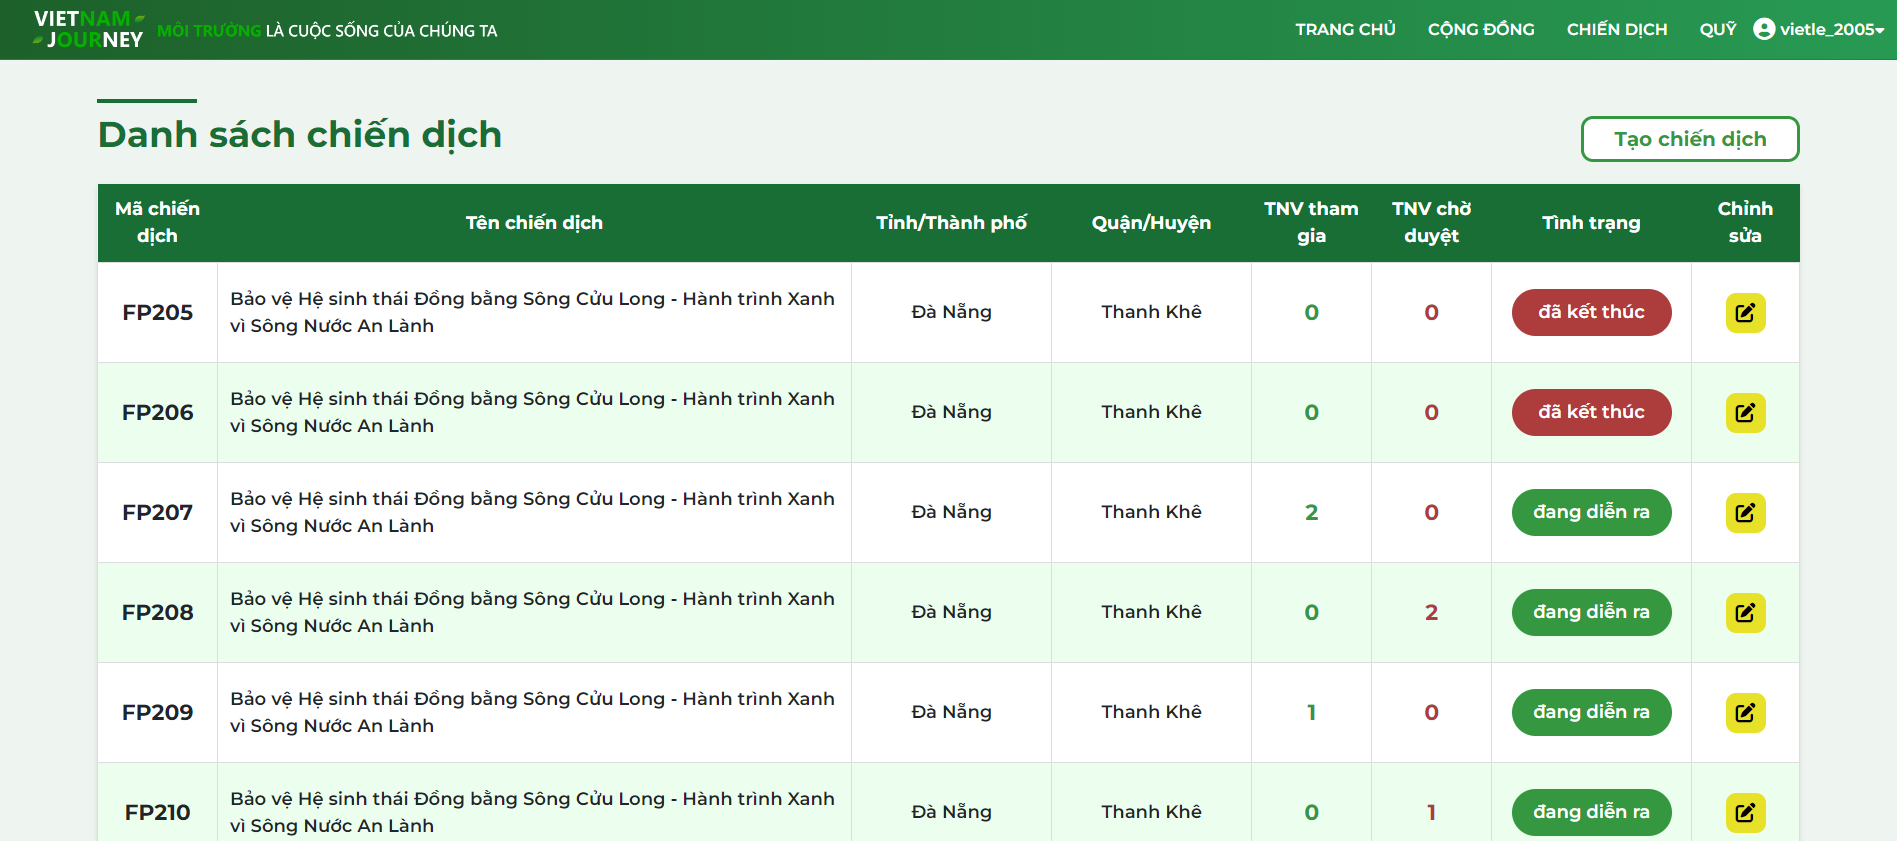 VIETNAM
JOURNEY
MÔI TRƯỜNG LÀ CUỘC SỐNG CỦA CHÚNG TA
TRANG CHỦ
CỘNG ĐỒNG
CHIẾN DỊCH
QUỸ
vietle_2005
Danh sách chiến dịch
Tạo chiến dịch
Mã chiến
dịch
Tên chiến dịch
Tỉnh/Thành phố
Quận/Huyện
TNV tham
gia
TNV chờ
duyệt
Tình trạng
Chỉnh
sửa
FP205
Bảo vệ Hệ sinh thái Đồng bằng Sông Cửu Long - Hành trình Xanh
vì Sông Nước An Lành
Đà Nẵng
Thanh Khê
0
0
đã kết thúc
FP206
Bảo vệ Hệ sinh thái Đồng bằng Sông Cửu Long - Hành trình Xanh
vì Sông Nước An Lành
Đà Nẵng
Thanh Khê
0
0
đã kết thúc
FP207
Bảo vệ Hệ sinh thái Đồng bằng Sông Cửu Long - Hành trình Xanh
vì Sông Nước An Lành
Đà Nẵng
Thanh Khê
2
0
đang diễn ra
FP208
Bảo vệ Hệ sinh thái Đồng bằng Sông Cửu Long - Hành trình Xanh
vì Sông Nước An Lành
Đà Nẵng
Thanh Khê
0
2
đang diễn ra
FP209
Bảo vệ Hệ sinh thái Đồng bằng Sông Cửu Long - Hành trình Xanh
vì Sông Nước An Lành
Đà Nẵng
Thanh Khê
1
0
đang diễn ra
FP210
Bảo vệ Hệ sinh thái Đồng bằng Sông Cửu Long - Hành trình Xanh
vì Sông Nước An Lành
Đà Nẵng
Thanh Khê
0
1
đang diễn ra